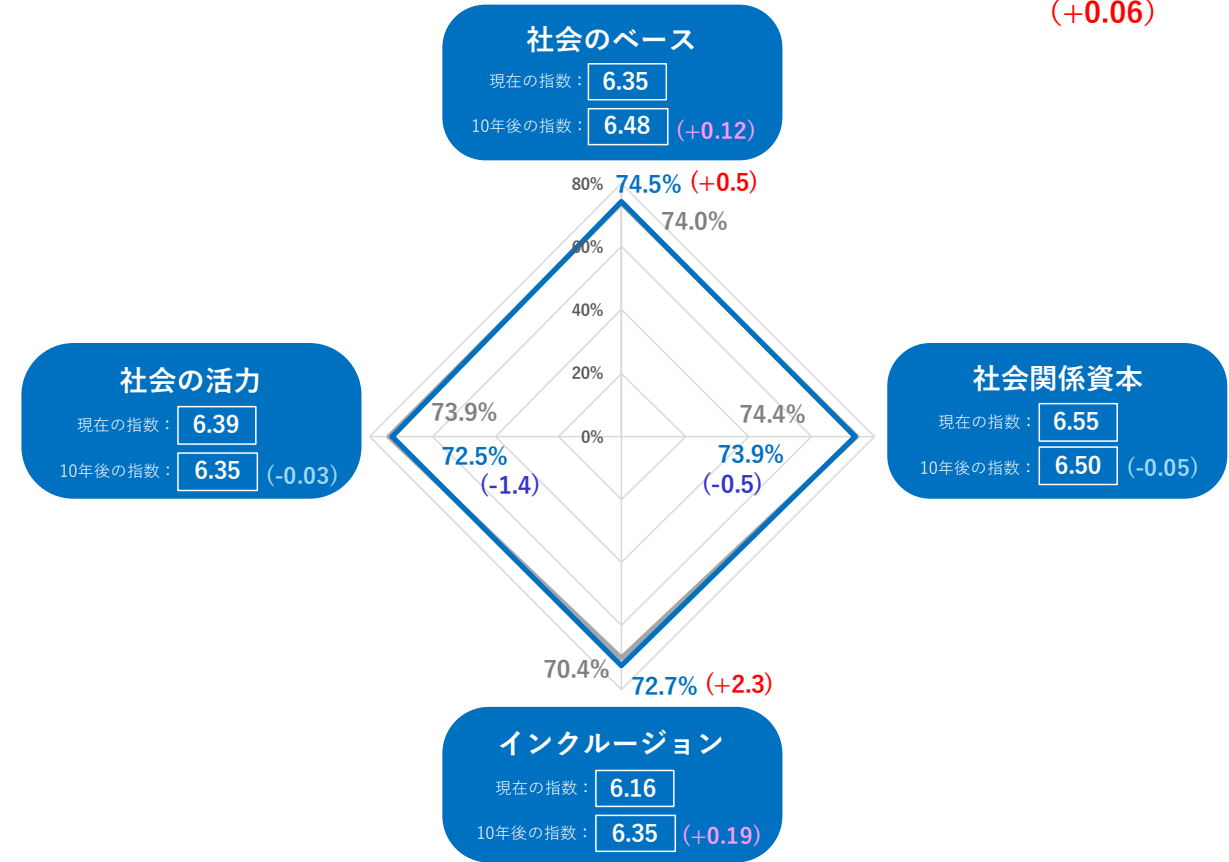 (+0.06)
社会のベース
現在の指数： 6.35
10年後の指数： 6.48 (+0.12)
80% 74.5% (+0.5)
74.0%
60%
40%
20%
0%
社会の活力
現在の指数： 6.39
10年後の指数： 6.35 (-0.03)
73.9%
72.5%
(-1.4)
74.4%
73.9%
(-0.5)
社会関係資本
現在の指数： 6.55
10年後の指数： 6.50 (-0.05)
70.4%
72.7% (+2.3)
インクルージョン
現在の指数： 6.16
10年後の指数： 6.35 (+0.19)